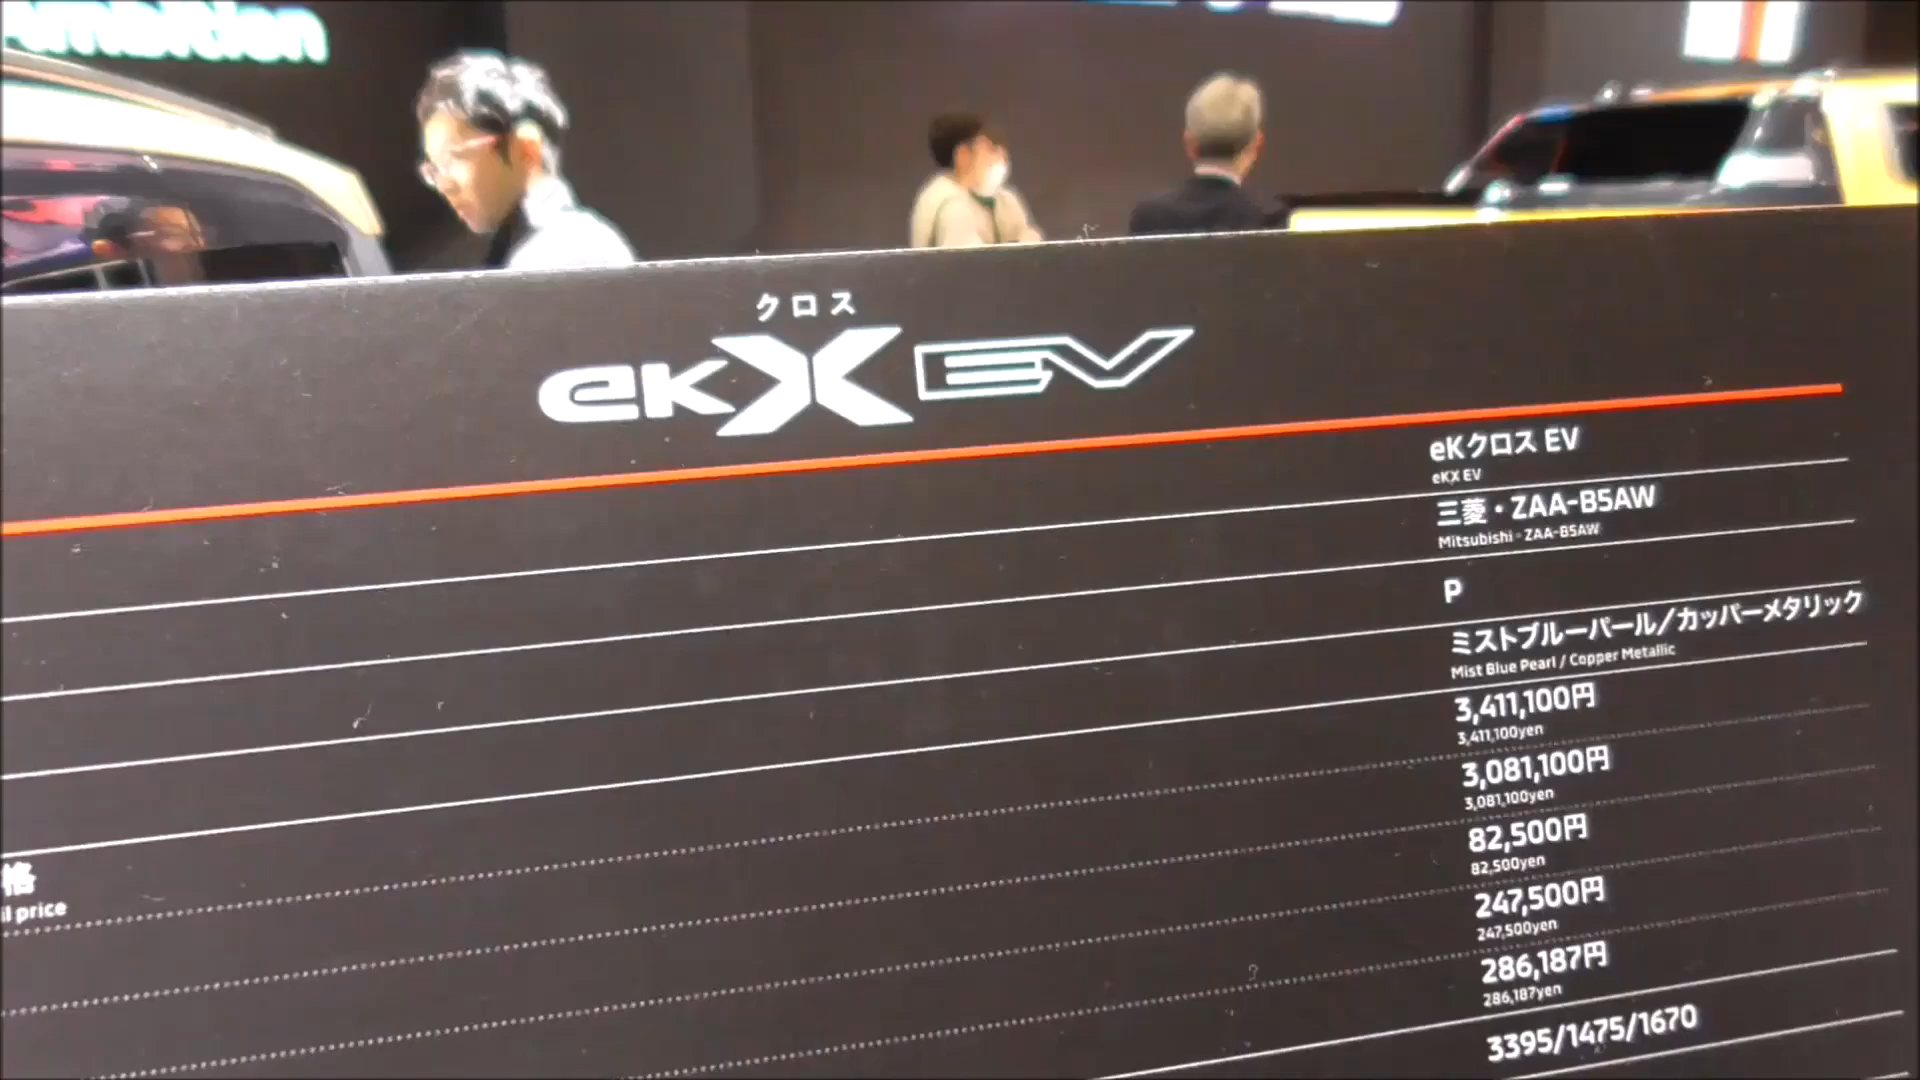 クロス
eKX EV
eKクロス EV
eKX EV
三菱・ZAA-B5AW
Mitsubishi・ZAA-B5AW
P
ミストブルーパール／カッパーメタリック
Mist Blue Pearl / Copper Metallic
格
price
3,411,100円
3,411,100yen
3,081,100円
3,081,100yen
82,500円
82,500yen
247,500円
247,500yen
286,187円
286,187yen
3395/1475/1670